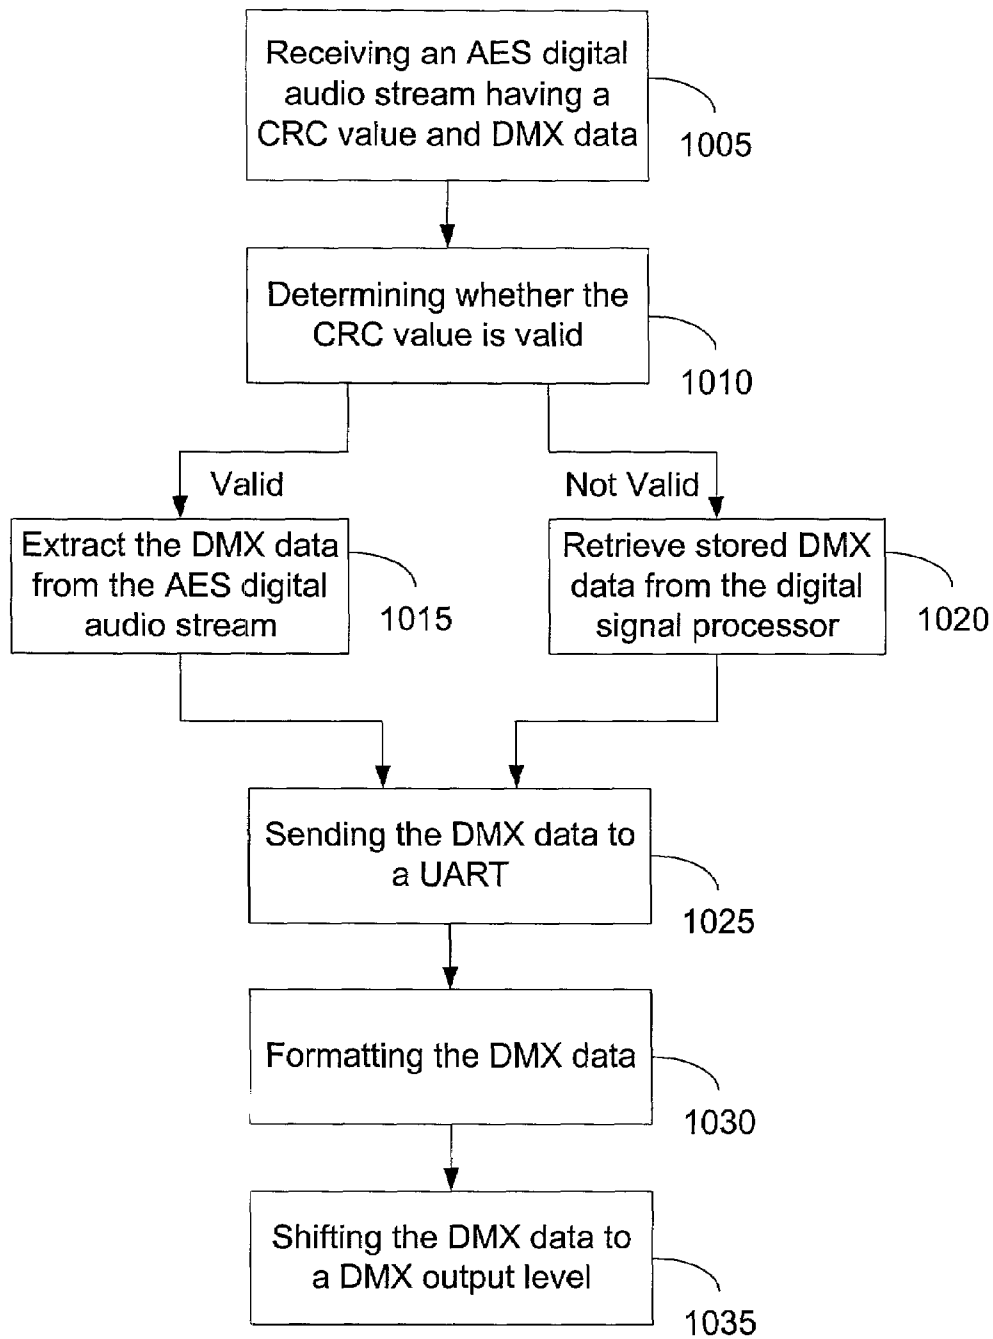 Receiving an AES digital
audio stream having a
CRC value and DMX data
1005
Determining whether the
CRC value is valid
1010
Valid
Not Valid
Extract the DMX data
from the AES digital
audio stream
1015
Retrieve stored DMX
data from the digital
signal processor
1020
Sending the DMX data to
a UART
1025
Formatting the DMX data
1030
Shifting the DMX data to
a DMX output level
1035